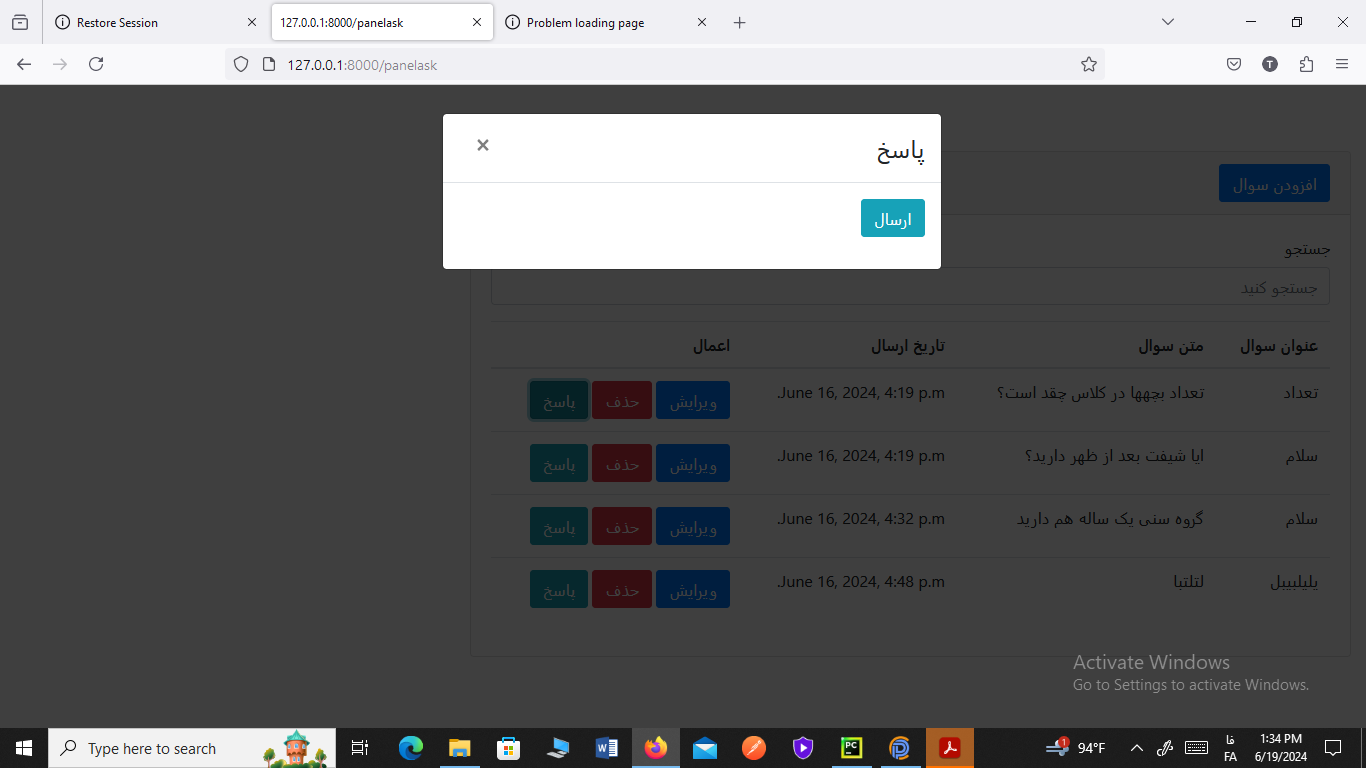 Restore Session
127.0.0.1:8000/panelask
Problem loading page
127.0.0.1:8000/panelask
T
پاسخ
×
ارسال
افزودن سوال
جستجو
جستجو کنید
عنوان سوال متن سوال تاریخ ارسال اعمال
تعداد تعداد بچهها در کلاس چقد است؟ June 16, 2024, 4:19 p.m. ویرایش حذف پاسخ
سلام ایا شیفت بعد از ظهر دارید؟ June 16, 2024, 4:19 p.m. ویرایش حذف پاسخ
سلام گروه سنی یک ساله هم دارید June 16, 2024, 4:32 p.m. ویرایش حذف پاسخ
یلیلیبیل لتلتبا June 16, 2024, 4:48 p.m. ویرایش حذف پاسخ
Activate Windows
Go to Settings to activate Windows.
Type here to search
W
PC
1
94°F
فا
FA
1:34 PM
6/19/2024